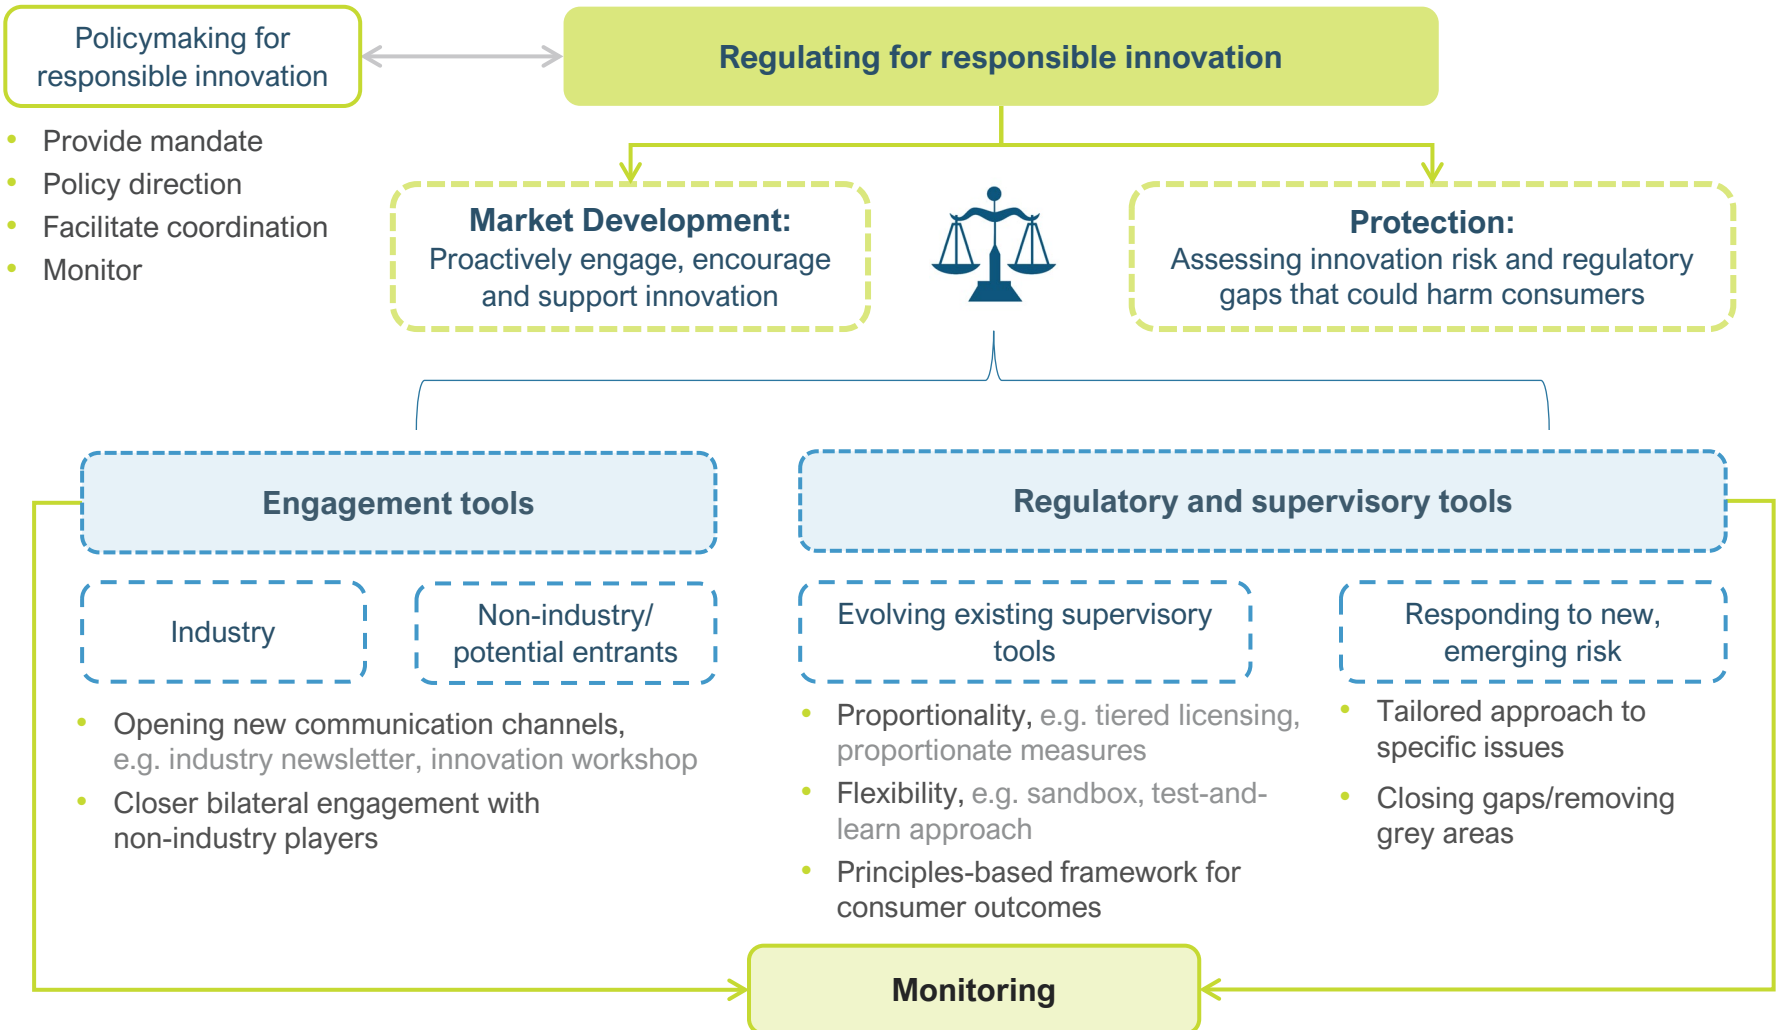 Policymaking for
responsible innovation
Regulating for responsible innovation
• Provide mandate
• Policy direction
• Facilitate coordination
• Monitor
Market Development:
Proactively engage, encourage
and support innovation
Protection:
Assessing innovation risk and regulatory
gaps that could harm consumers
Engagement tools
Regulatory and supervisory tools
Industry
Non-industry/
potential entrants
Evolving existing supervisory
tools
Responding to new,
emerging risk
• Opening new communication channels,
e.g. industry newsletter, innovation workshop
• Closer bilateral engagement with
non-industry players
• Proportionality, e.g. tiered licensing,
proportionate measures
• Flexibility, e.g. sandbox, test-and-
learn approach
• Principles-based framework for
consumer outcomes
• Tailored approach to
specific issues
• Closing gaps/removing
grey areas
Monitoring